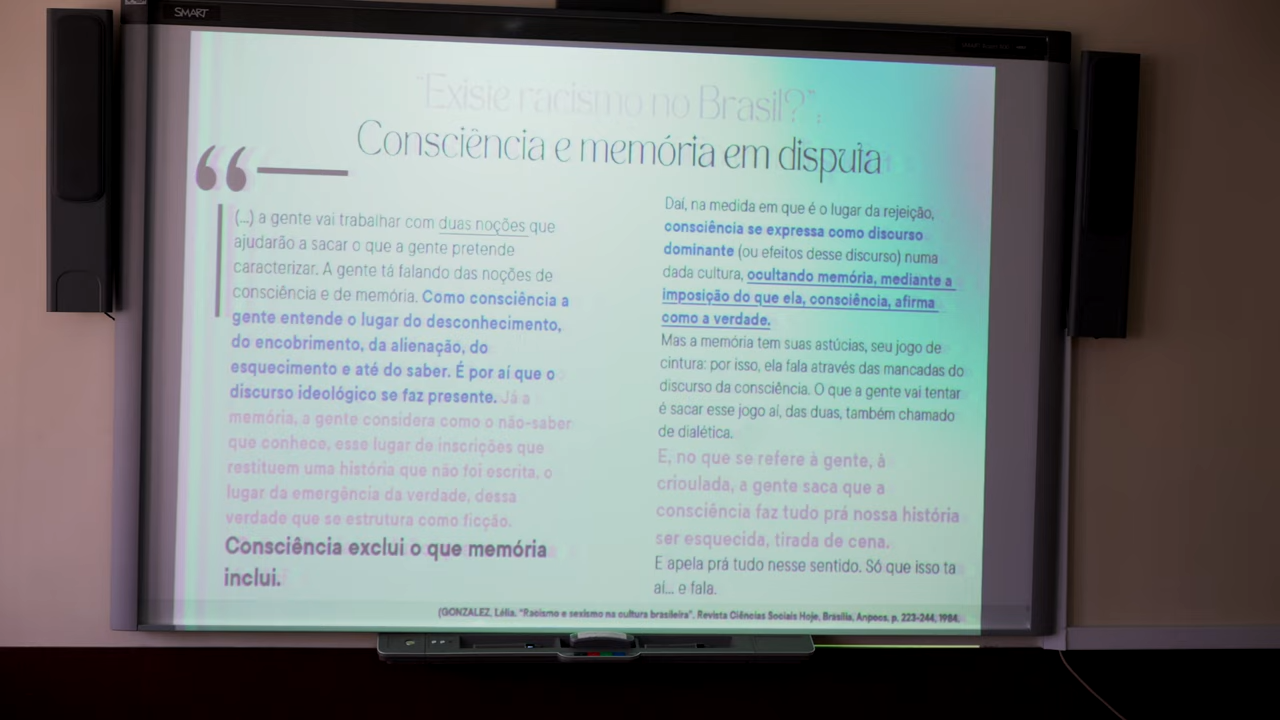 SMART
"Existe racismo no Brasil?":
Consciência e memória em disputa
(...) a gente vai trabalhar com duas noções que
ajudarão a sacar o que a gente pretende
caracterizar. A gente tá falando das noções de
consciência e de memória. Como consciência a
gente entende o lugar do desconhecimento,
do encobrimento, da alienação, do
esquecimento e até do saber. É por aí que o
discurso ideológico se faz presente. Já a
memória, a gente considera como o não-saber
que conhece, esse lugar de inscrições que
restituem uma história que não foi escrita, o
lugar da emergência da verdade, dessa
verdade que se estrutura como ficção.
Consciência exclui o que memória
inclui.
Daí, na medida em que é o lugar da rejeição,
consciência se expressa como discurso
dominante (ou efeitos desse discurso) numa
dada cultura, ocultando memória, mediante a
imposição do que ela, consciência, afirma
como a verdade.
Mas a memória tem suas astúcias, seu jogo de
cintura: por isso, ela fala através das mancadas do
discurso da consciência. O que a gente vai tentar
é sacar esse jogo aí, das duas, também chamado
de dialética.
E, no que se refere à gente, à
crioulada, a gente saca que a
consciência faz tudo prá nossa história
ser esquecida, tirada de cena.
E apela prá tudo nesse sentido. Só que isso ta
aí... e fala.
(GONZALEZ, Lélia. "Racismo e sexismo na cultura brasileira". Revista Ciências Sociais Hoje, Brasília, Anpocs, p. 223-244, 1984.